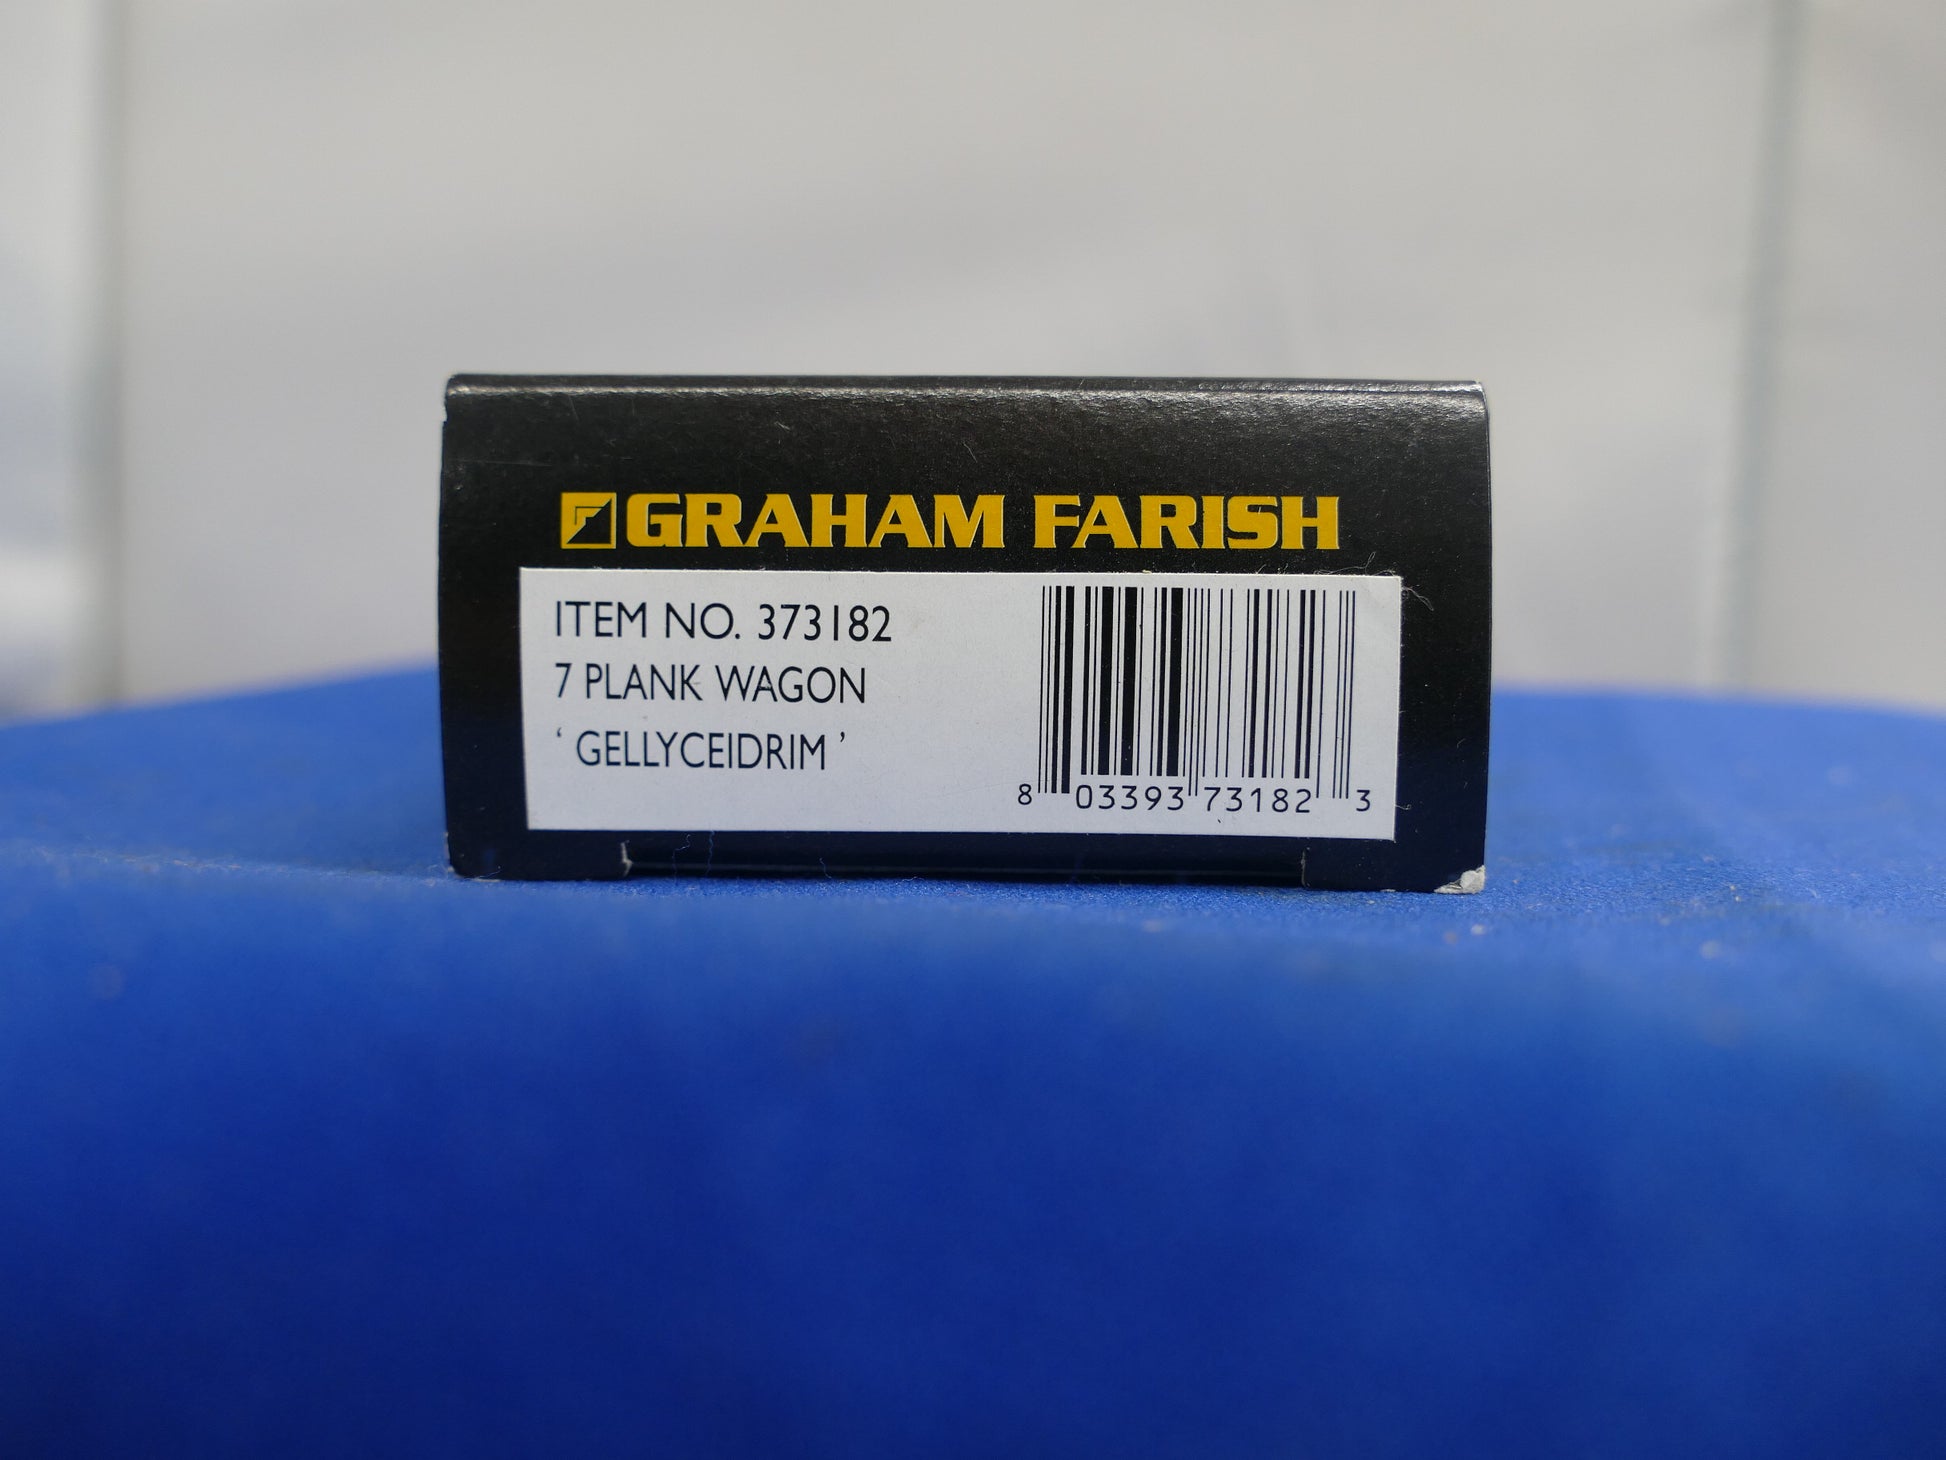 GRAHAM FARISH
ITEM NO. 373182
7 PLANK WAGON
‘ GELLYCEIDRIM ’
8 03393 73182 3